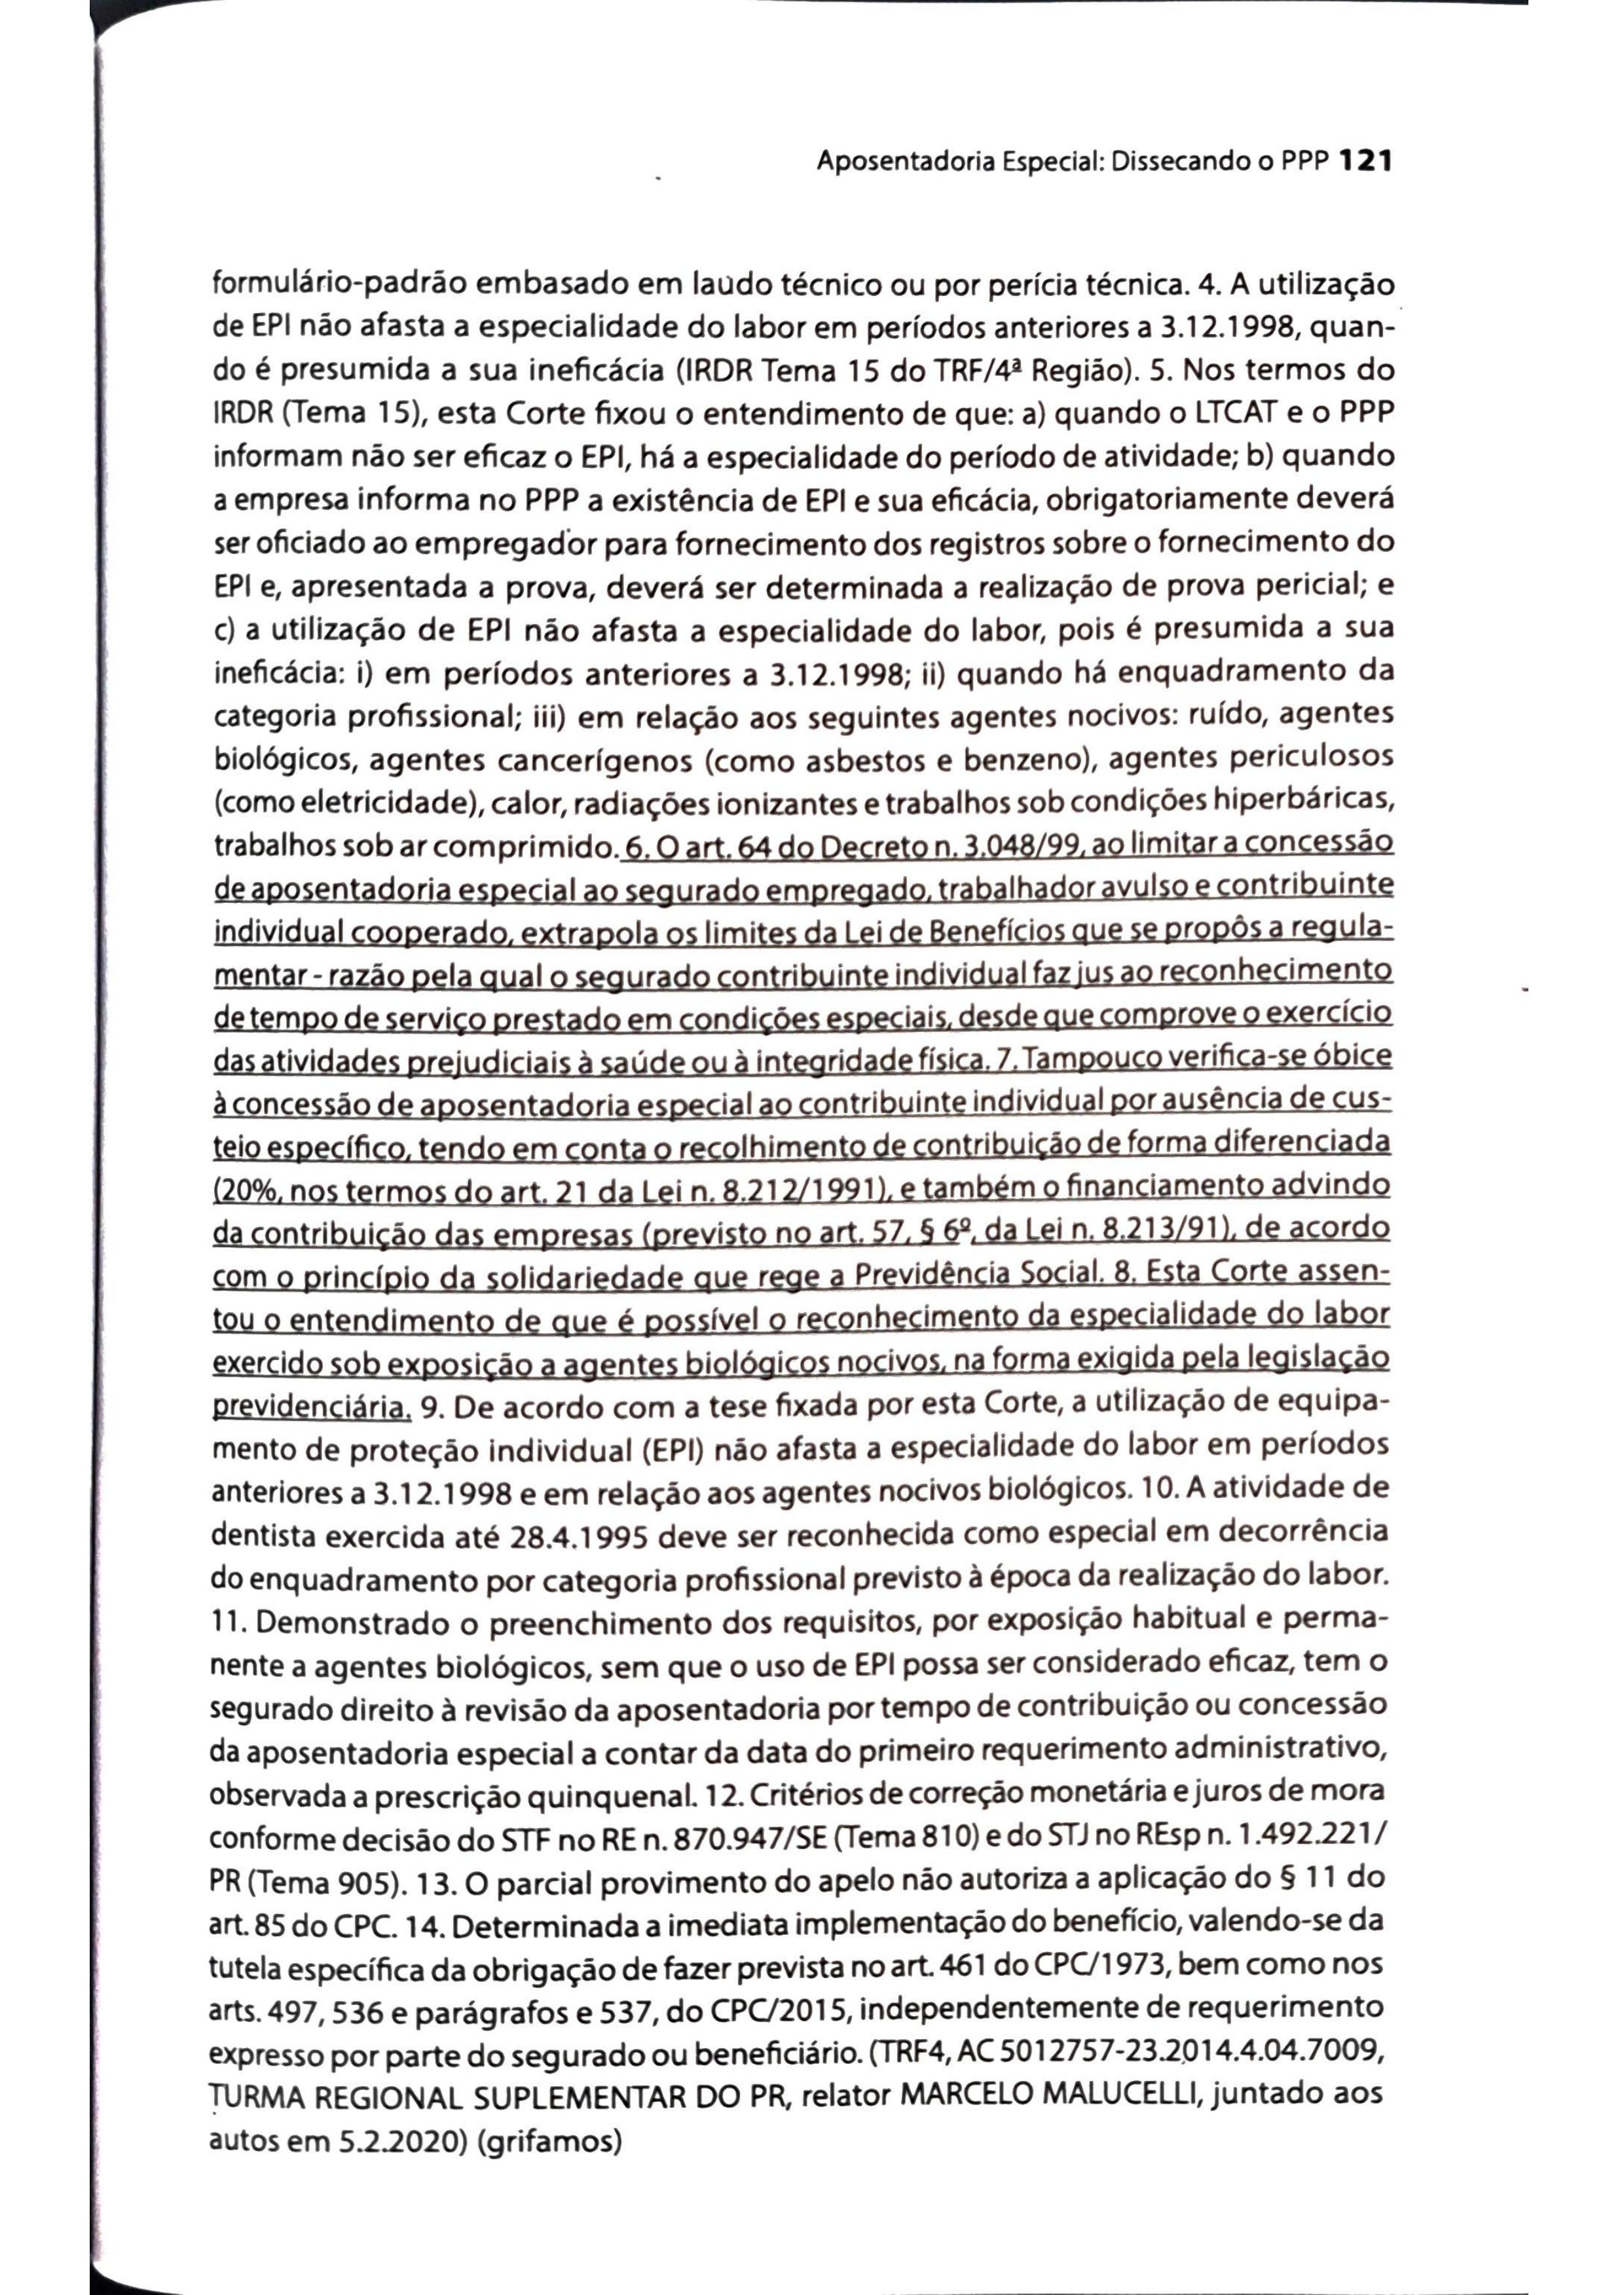 Aposentadoria Especial: Dissecando o PPP 121
formulário-padrão embasado em laudo técnico ou por perícia técnica. 4. A utilização
de EPI não afasta a especialidade do labor em períodos anteriores a 3.12.1998, quan-
do é presumida a sua ineficácia (IRDR Tema 15 do TRF/4ª Região). 5. Nos termos do
IRDR (Tema 15), esta Corte fixou o entendimento de que: a) quando o LTCAT e o PPP
informam não ser eficaz o EPI, há a especialidade do período de atividade; b) quando
a empresa informa no PPP a existência de EPI e sua eficácia, obrigatoriamente deverá
ser oficiado ao empregador para fornecimento dos registros sobre o fornecimento do
EPI e, apresentada a prova, deverá ser determinada a realização de prova pericial; e
c) a utilização de EPI não afasta a especialidade do labor, pois é presumida a sua
ineficácia: i) em períodos anteriores a 3.12.1998; ii) quando há enquadramento da
categoria profissional; iii) em relação aos seguintes agentes nocivos: ruído, agentes
biológicos, agentes cancerígenos (como asbestos e benzeno), agentes periculosos
(como eletricidade), calor, radiações ionizantes e trabalhos sob condições hiperbáricas,
trabalhos sob ar comprimido. 6. O art. 64 do Decreto n. 3.048/99, ao limitar a concessão
de aposentadoria especial ao segurado empregado, trabalhador avulso e contribuinte
individual cooperado, extrapola os limites da Lei de Benefícios que se propôs a regula-
mentar - razão pela qual o segurado contribuinte individual faz jus ao reconhecimento
de tempo de serviço prestado em condições especiais, desde que comprove o exercício
das atividades prejudiciais à saúde ou à integridade física. 7. Tampouco verifica-se óbice
à concessão de aposentadoria especial ao contribuinte individual por ausência de cus-
teio específico, tendo em conta o recolhimento de contribuição de forma diferenciada
(20%, nos termos do art. 21 da Lei n. 8.212/1991), e também o financiamento advindo
da contribuição das empresas (previsto no art. 57, § 6º, da Lei n. 8.213/91), de acordo
com o princípio da solidariedade que rege a Previdência Social. 8. Esta Corte assen-
tou o entendimento de que é possível o reconhecimento da especialidade do labor
exercido sob exposição a agentes biológicos nocivos, na forma exigida pela legislação
previdenciária. 9. De acordo com a tese fixada por esta Corte, a utilização de equipa-
mento de proteção individual (EPI) não afasta a especialidade do labor em períodos
anteriores a 3.12.1998 e em relação aos agentes nocivos biológicos. 10. A atividade de
dentista exercida até 28.4.1995 deve ser reconhecida como especial em decorrência
do enquadramento por categoria profissional previsto à época da realização do labor.
11. Demonstrado o preenchimento dos requisitos, por exposição habitual e perma-
nente a agentes biológicos, sem que o uso de EPI possa ser considerado eficaz, tem o
segurado direito à revisão da aposentadoria por tempo de contribuição ou concessão
da aposentadoria especial a contar da data do primeiro requerimento administrativo,
observada a prescrição quinquenal. 12. Critérios de correção monetária e juros de mora
conforme decisão do STF no RE n. 870.947/SE (Tema 810) e do STJ no REsp n. 1.492.221/
PR (Tema 905). 13. O parcial provimento do apelo não autoriza a aplicação do § 11 do
art. 85 do CPC. 14. Determinada a imediata implementação do benefício, valendo-se da
tutela específica da obrigação de fazer prevista no art. 461 do CPC/1973, bem como nos
arts. 497, 536 e parágrafos e 537, do CPC/2015, independentemente de requerimento
expresso por parte do segurado ou beneficiário. (TRF4, AC 5012757-23.2014.4.04.7009,
TURMA REGIONAL SUPLEMENTAR DO PR, relator MARCELO MALUCELLI, juntado aos
autos em 5.2.2020) (grifamos)